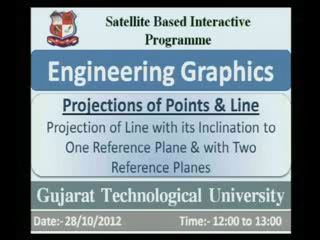 Satellite Based Interactive
Programme
Engineering Graphics
Projections of Points & Line
Projection of Line with its Inclination to
One Reference Plane & with Two
Reference Planes
Gujarat Technological University
Date:- 28/10/2012 Time:- 12:00 to 13:00